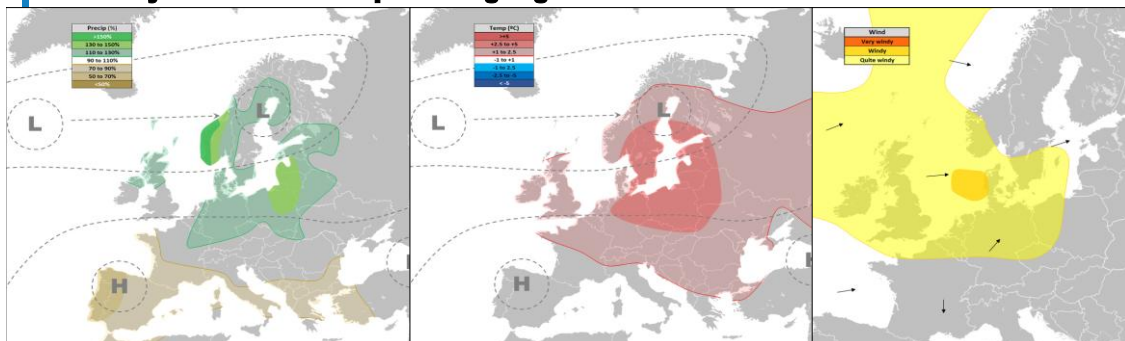 Precip (%)
>150%
130 to 150%
110 to 130%
90 to 110%
70 to 90%
50 to 70%
<50%
L
L
H
Temp (ºC)
>+5
+2.5 to +5
+1 to 2.5
-1 to +1
-1 to 2.5
-2.5 to -5
< -5
L
L
H
Wind
Very windy
Windy
Quite windy